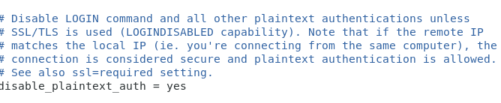 # Disable LOGIN command and all other plaintext authentications unless
# SSL/TLS is used (LOGINDISABLED capability). Note that if the remote IP
# matches the local IP (ie. you're connecting from the same computer), the
# connection is considered secure and plaintext authentication is allowed.
# See also ssl=required setting.
disable_plaintext_auth = yes